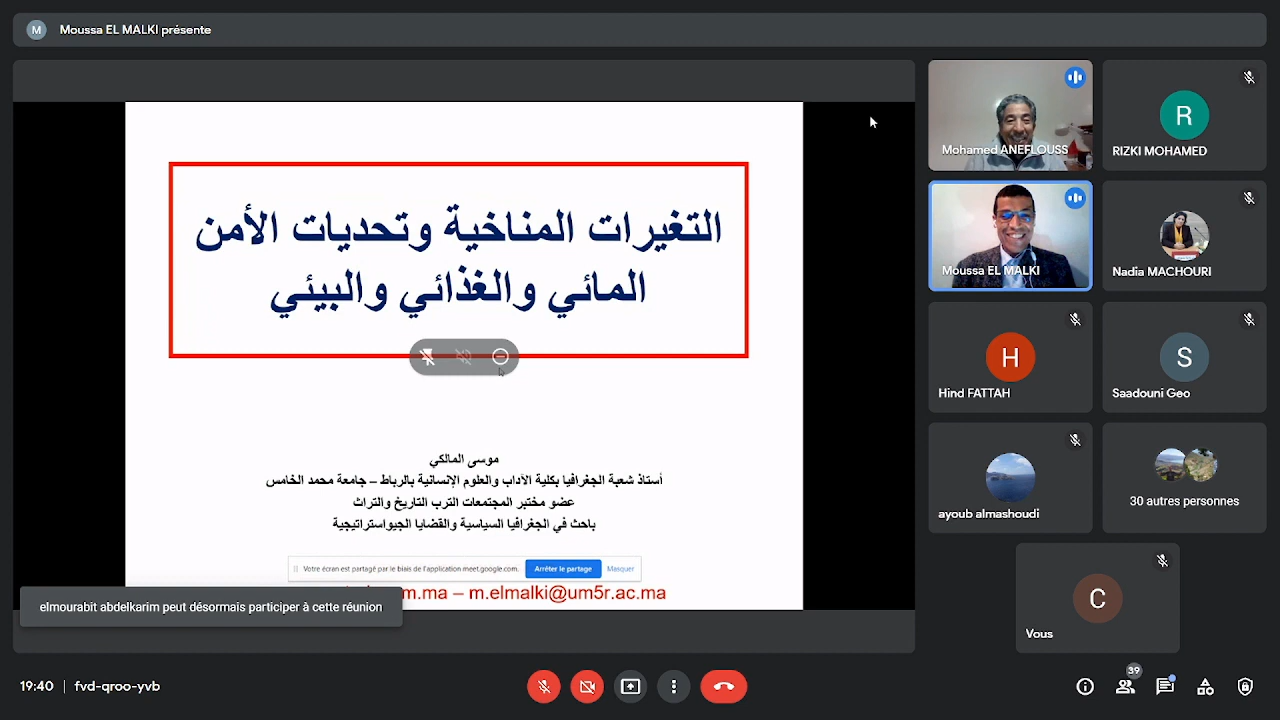 M Moussa EL MALKI présente
التغيرات المناخية وتحديات الأمن
المائي والغذائي والبيئي
موسى المالكي
أستاذ شعبة الجغرافيا بكلية الآداب والعلوم الإنسانية بالرباط – جامعة محمد الخامس
عضو مختبر المجتمعات الترب التاريخ والتراث
باحث في الجغرافيا السياسية والقضايا الجيواستراتيجية
Votre écran est partagé par le biais de l'application meet.google.com. Arrêter le partage Masquer
m.ma – m.elmalki@um5r.ac.ma
elmourabit abdelkarim peut désormais participer à cette réunion
Mohamed ANEFLOUSS
R
RIZKI MOHAMED
Moussa EL MALKI
Nadia MACHOURI
H
Hind FATTAH
S
Saadouni Geo
ayoub almashoudi
30 autres personnes
C
Vous
19:40 | fvd-qroo-yvb
39